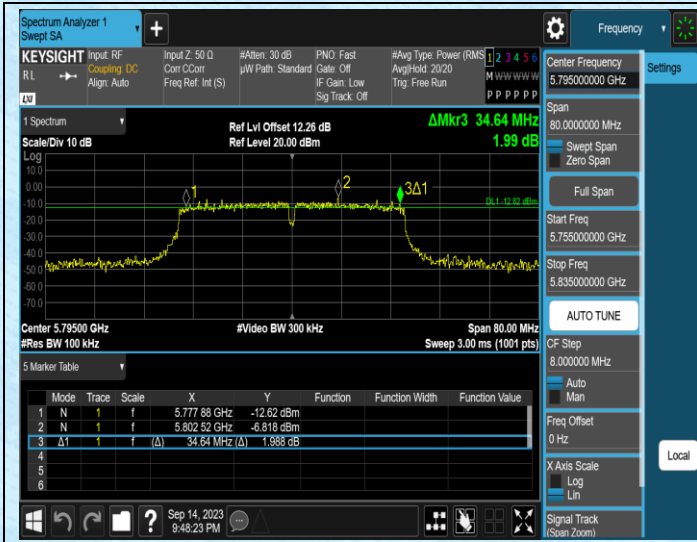 Spectrum Analyzer 1
Swept SA
Frequency
KEYSIGHT
RL
LXI
Input: RF
Coupling: DC
Align: Auto
Input Z: 50 Ω
Corr CCorr
Freq Ref: Int (S)
#Atten: 30 dB
µW Path: Standard
PNO: Fast
Gate: Off
IF Gain: Low
Sig Track: Off
#Avg Type: Power (RMS
Avg|Hold: 20/20
Trig: Free Run
1 2 3 4 5 6
M W W W W W
P P P P P P
1 Spectrum
Scale/Div 10 dB
Ref Lvl Offset 12.26 dB
Ref Level 20.00 dBm
ΔMkr3 34.64 MHz
1.99 dB
Log
10.0
0.00
-10.0
-20.0
-30.0
-40.0
-50.0
-60.0
-70.0
1
2
3Δ1
DL1 -12.82 dBm
Center 5.79500 GHz
#Video BW 300 kHz
Span 80.00 MHz
#Res BW 100 kHz
Sweep 3.00 ms (1001 pts)
5 Marker Table
Mode Trace Scale X Y Function Function Width Function Value
1 N 1 f 5.777 88 GHz -12.62 dBm
2 N 1 f 5.802 52 GHz -6.818 dBm
3 Δ1 1 f (Δ) 34.64 MHz (Δ) 1.988 dB
4
5
6
Sep 14, 2023
9:48:23 PM
Center Frequency
5.795000000 GHz
Span
80.0000000 MHz
Swept Span
Zero Span
Full Span
Start Freq
5.755000000 GHz
Stop Freq
5.835000000 GHz
AUTO TUNE
CF Step
8.000000 MHz
Auto
Man
Freq Offset
0 Hz
X Axis Scale
Log
Lin
Signal Track
(Span Zoom)
Settings
Local